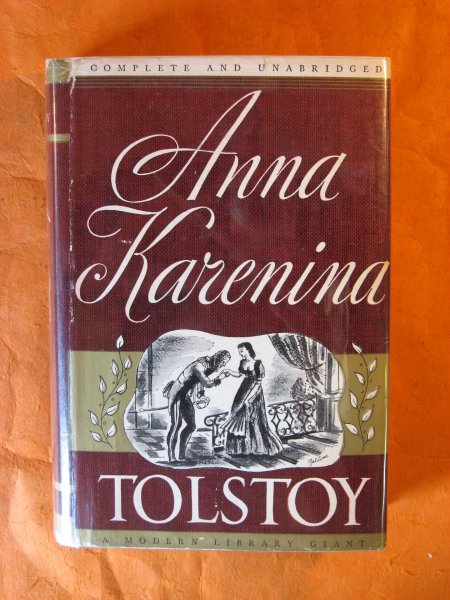 COMPLETE AND UNABRIDGED
Anna
Karenina
TOLSTOY
A MODERN LIBRARY GIANT